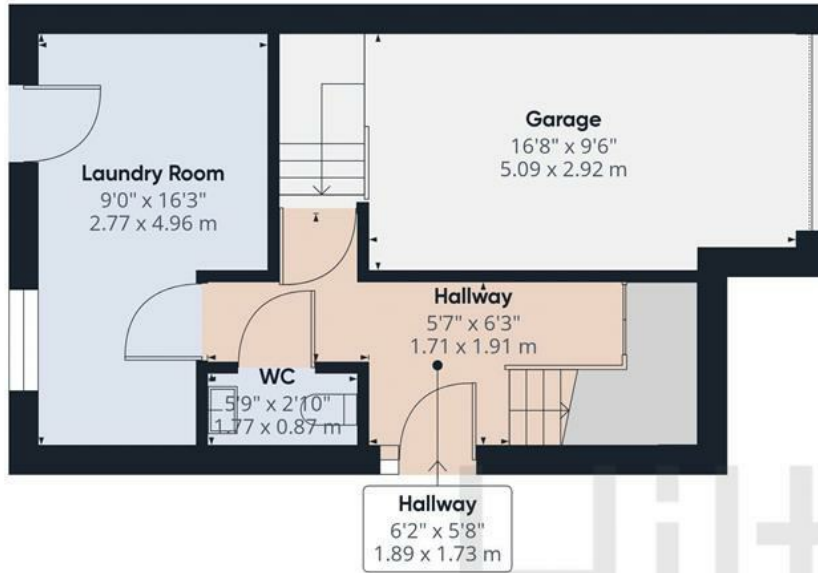 Garage
16'8" x 9'6"
5.09 x 2.92 m
Laundry Room
9'0" x 16'3"
2.77 x 4.96 m
Hallway
5'7" x 6'3"
1.71 x 1.91 m
WC
5'9" x 2'10"
1.77 x 0.87 m
Hallway
6'2" x 5'8"
1.89 x 1.73 m